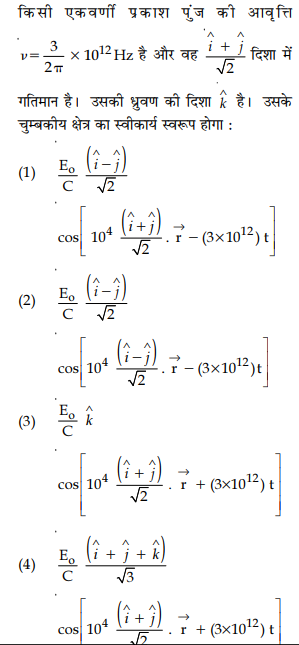 किसी एकवर्णी प्रकाश पुंज की आवृत्ति
ν = 3/2π × 10¹² Hz है और वह (î + ĵ)/√2 दिशा में
गतिमान है। उसकी ध्रुवण की दिशा k̂ है। उसके
चुम्बकीय क्षेत्र का स्वीकार्य स्वरूप होगा :
(1) E₀/C (î − ĵ)/√2
cos[10⁴ (î + ĵ)/√2 . r⃗ − (3×10¹²) t]
(2) E₀/C (î − ĵ)/√2
cos[10⁴ (î − ĵ)/√2 . r⃗ − (3×10¹²)t]
(3) E₀/C k̂
cos[10⁴ (î + ĵ)/√2 . r⃗ + (3×10¹²) t]
(4) E₀/C (î + ĵ + k̂)/√3
cos[10⁴ (î + ĵ)/√2 . r⃗ + (3×10¹²) t]